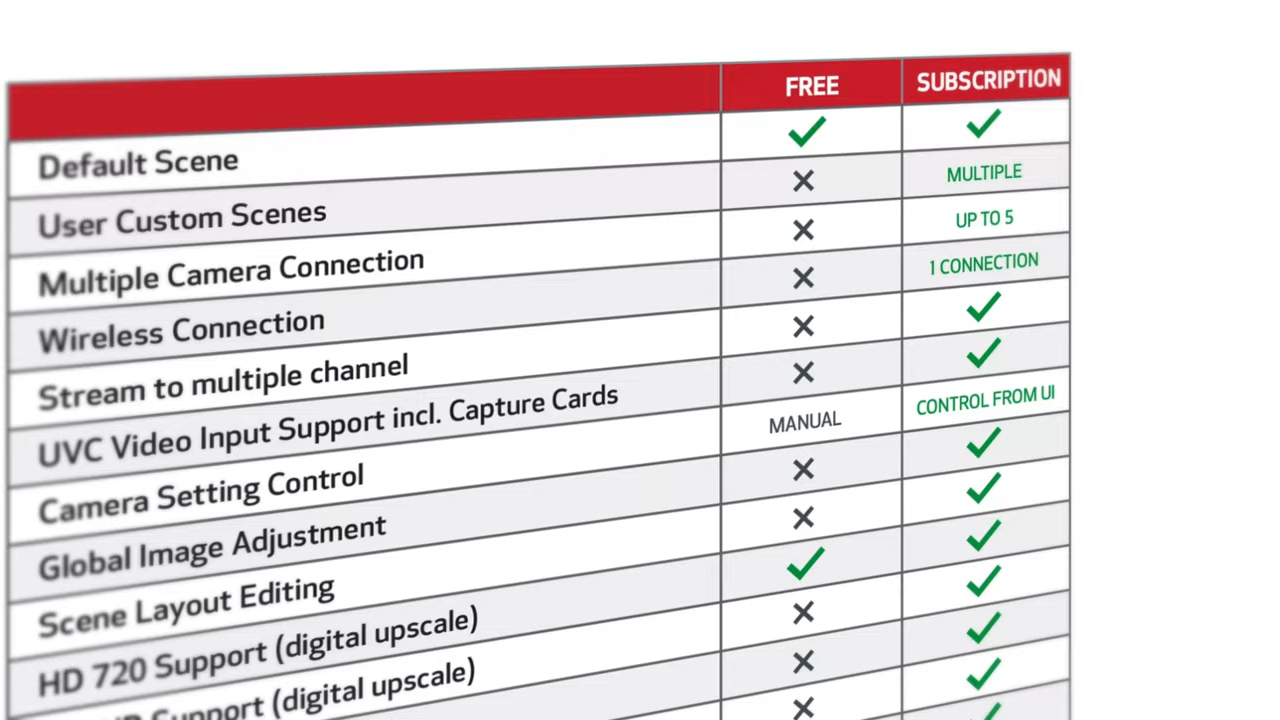 FREE SUBSCRIPTION
Default Scene
User Custom Scenes MULTIPLE
Multiple Camera Connection UP TO 5
Wireless Connection 1 CONNECTION
Stream to multiple channel
UVC Video Input Support incl. Capture Cards
Camera Setting Control MANUAL CONTROL FROM UI
Global Image Adjustment
Scene Layout Editing
HD 720 Support (digital upscale)
Support (digital upscale)